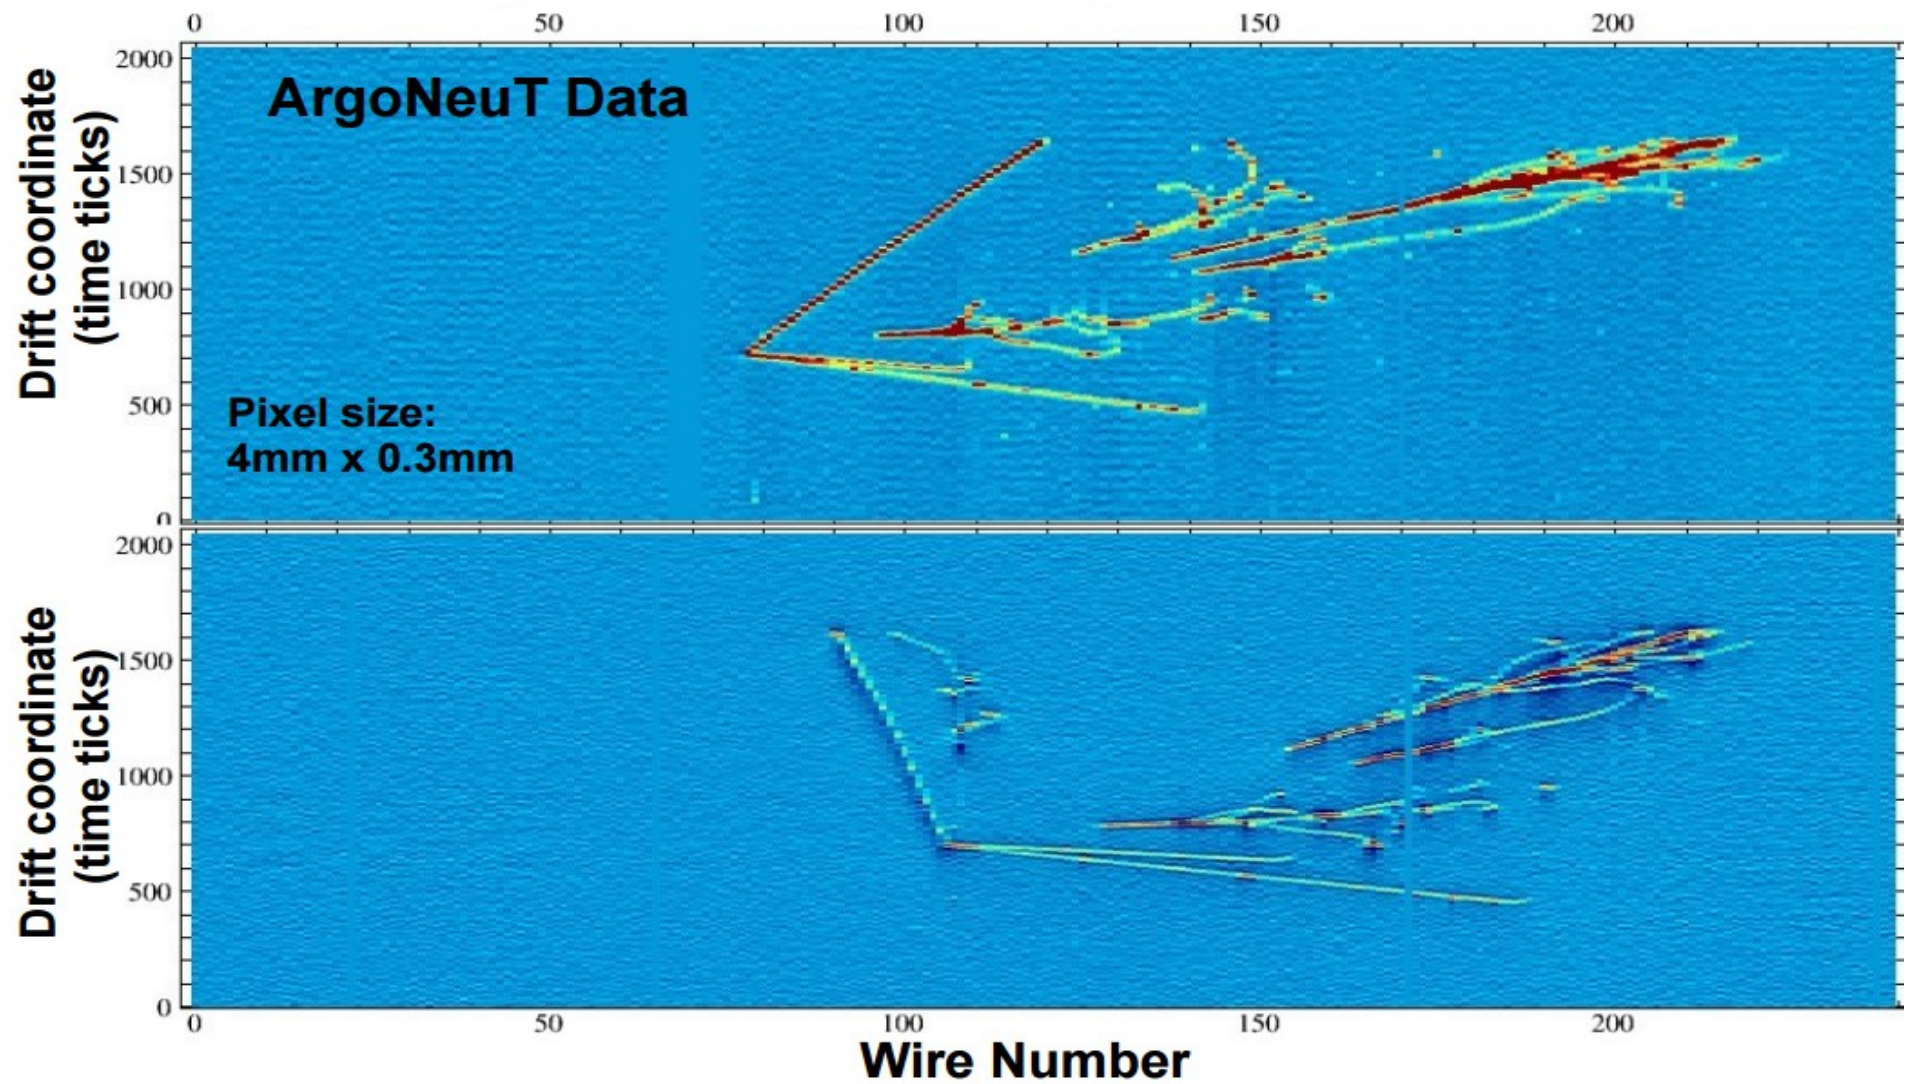 0 50 100 150 200
2000
1500
1000
500
0
Drift coordinate
(time ticks)
ArgoNeuT Data
Pixel size:
4mm x 0.3mm
2000
1500
1000
500
0
Drift coordinate
(time ticks)
0 50 100 150 200
Wire Number